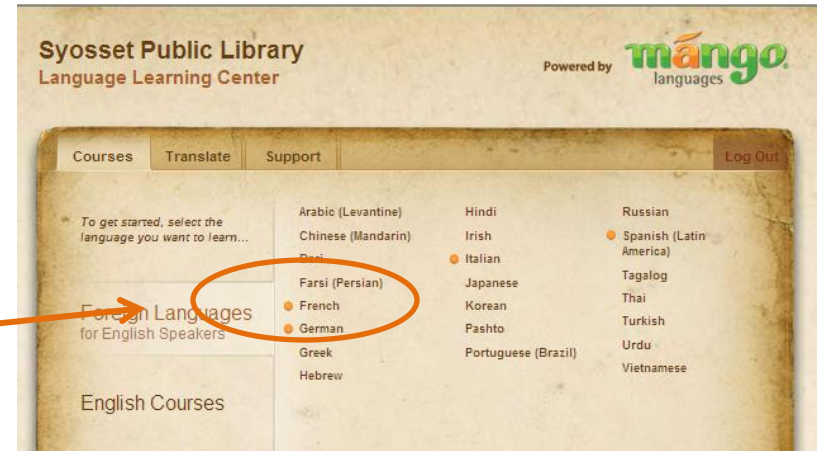 Syosset Public Library
Language Learning Center
Powered by
mango
languages
Courses
Translate
Support
Log Out
To get started, select the
language you want to learn...
Foreign Languages
for English Speakers
English Courses
Arabic (Levantine)
Chinese (Mandarin)
Dari
Farsi (Persian)
French
German
Greek
Hebrew
Hindi
Irish
Italian
Japanese
Korean
Pashto
Portuguese (Brazil)
Russian
Spanish (Latin
America)
Tagalog
Thai
Turkish
Urdu
Vietnamese